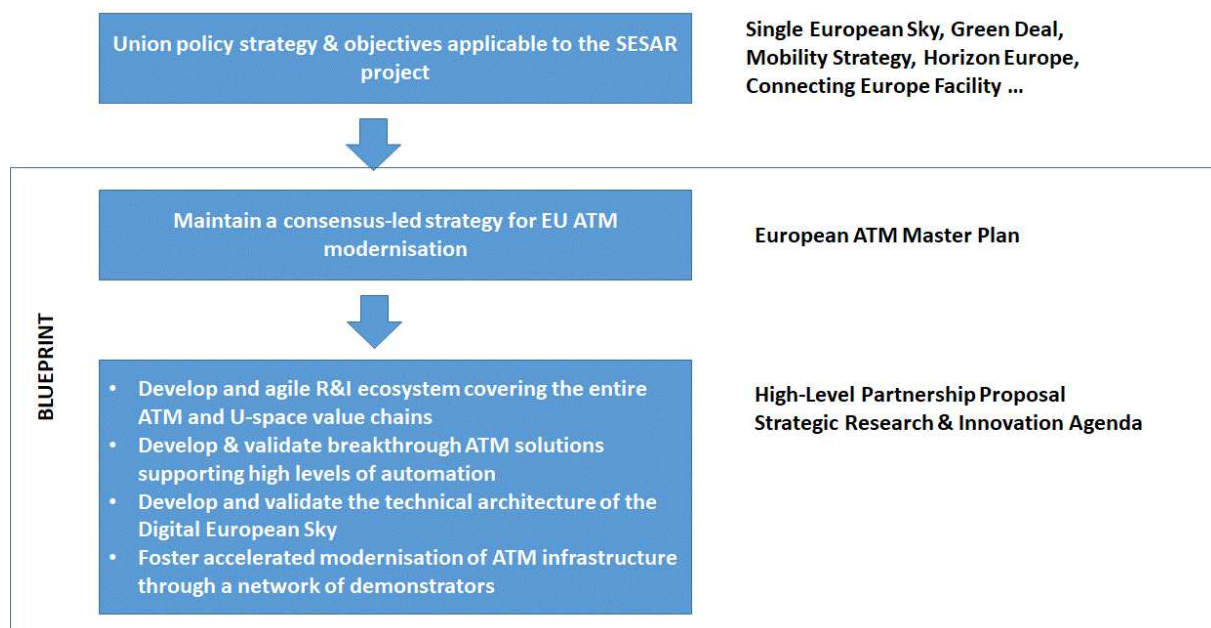 Union policy strategy & objectives applicable to the SESAR
project
Single European Sky, Green Deal,
Mobility Strategy, Horizon Europe,
Connecting Europe Facility ...
BLUEPRINT
Maintain a consensus-led strategy for EU ATM
modernisation
European ATM Master Plan
• Develop and agile R&I ecosystem covering the entire
ATM and U-space value chains
• Develop & validate breakthrough ATM solutions
supporting high levels of automation
• Develop and validate the technical architecture of the
Digital European Sky
• Foster accelerated modernisation of ATM infrastructure
through a network of demonstrators
High-Level Partnership Proposal
Strategic Research & Innovation Agenda